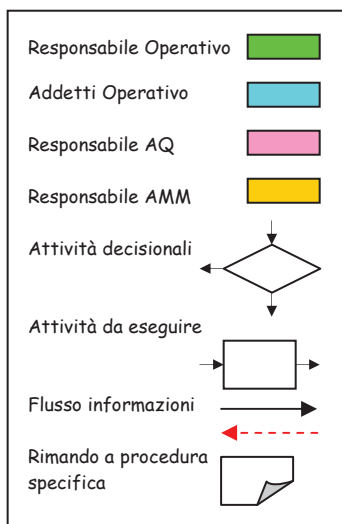 Responsabile Operativo
Addetti Operativo
Responsabile AQ
Responsabile AMM
Attività decisionali
Attività da eseguire
Flusso informazioni
Rimando a procedura
specifica